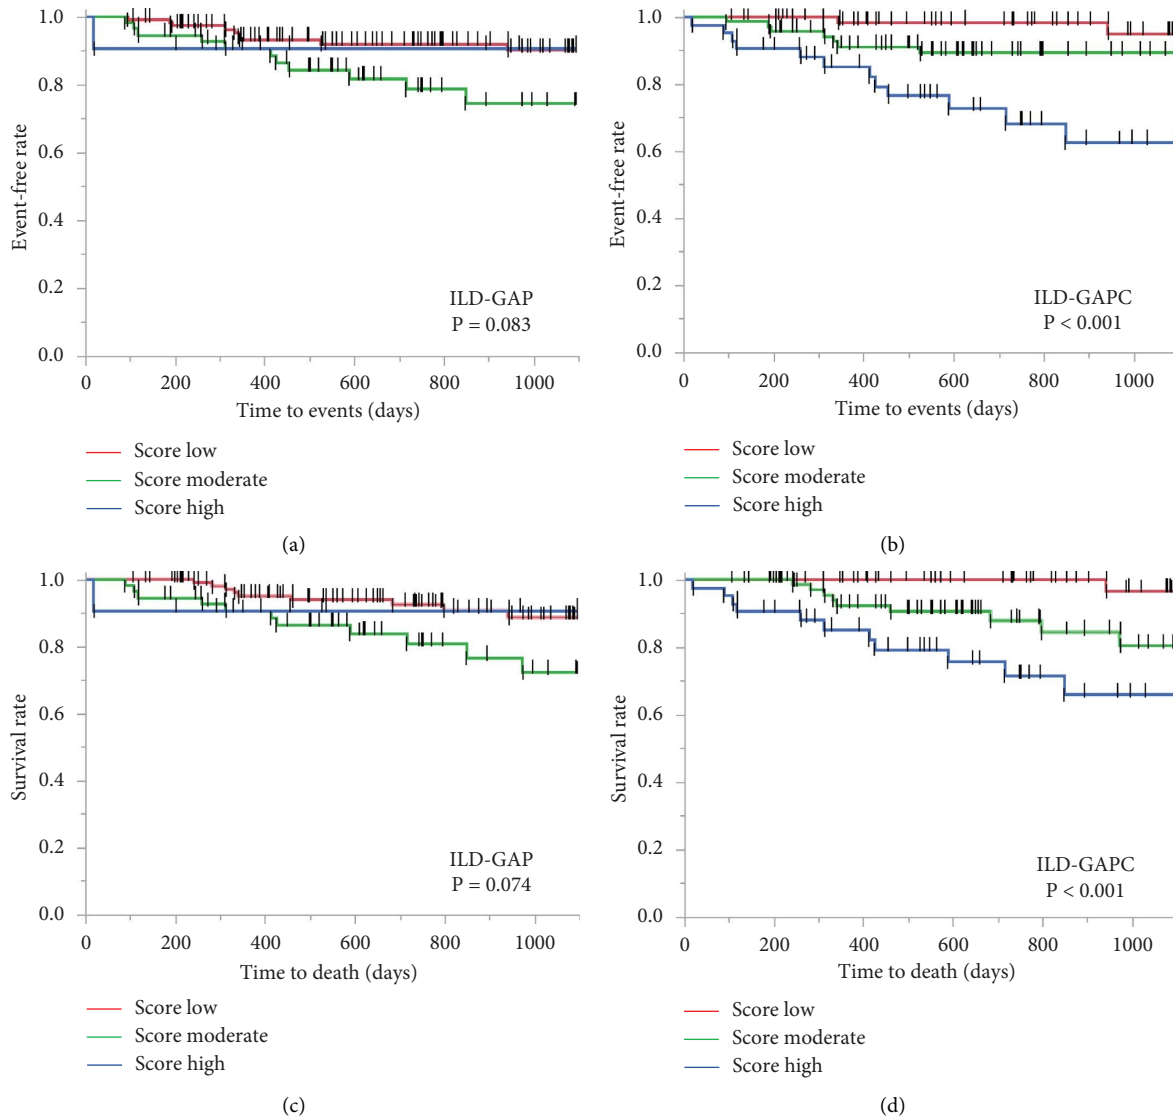 1.0
0.8
0.6
0.4
0.2
0.0
Event-free rate
ILD-GAP
P = 0.083
0 200 400 600 800 1000
Time to events (days)
Score low
Score moderate
Score high
(a)
1.0
0.8
0.6
0.4
0.2
0.0
Event-free rate
ILD-GAPC
P < 0.001
0 200 400 600 800 1000
Time to events (days)
Score low
Score moderate
Score high
(b)
1.0
0.8
0.6
0.4
0.2
0.0
Survival rate
ILD-GAP
P = 0.074
0 200 400 600 800 1000
Time to death (days)
Score low
Score moderate
Score high
(c)
1.0
0.8
0.6
0.4
0.2
0.0
Survival rate
ILD-GAPC
P < 0.001
0 200 400 600 800 1000
Time to death (days)
Score low
Score moderate
Score high
(d)